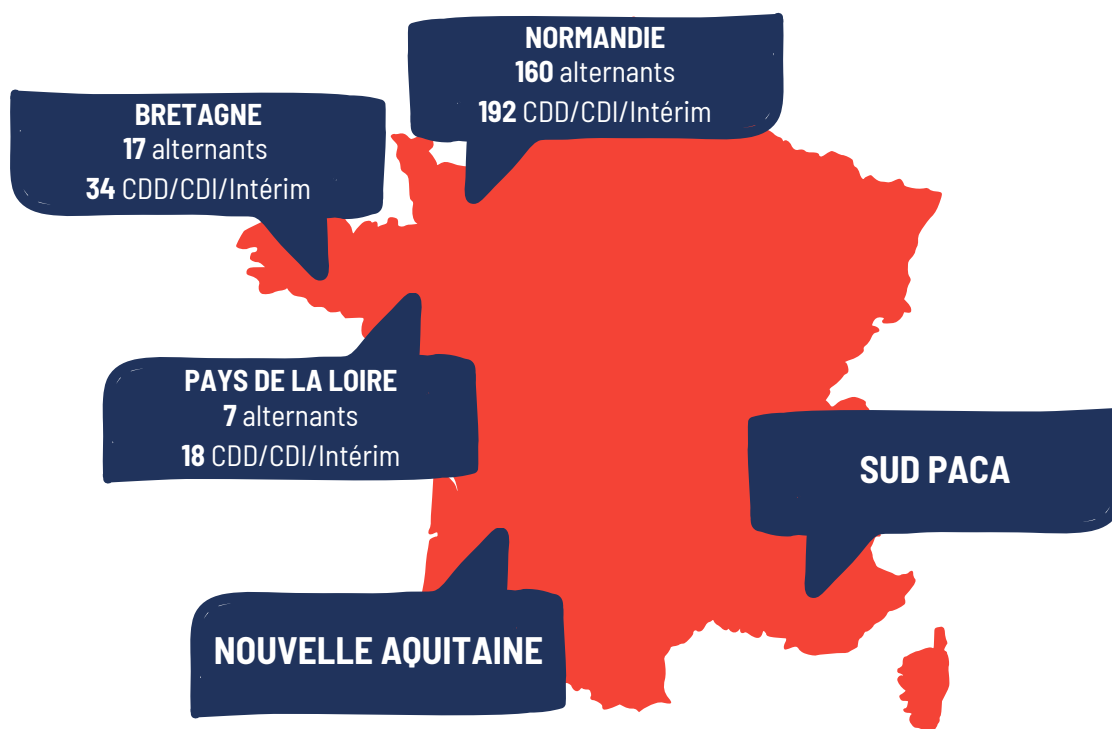 NORMANDIE
160 alternants
192 CDD/CDI/Intérim
BRETAGNE
17 alternants
34 CDD/CDI/Intérim
PAYS DE LA LOIRE
7 alternants
18 CDD/CDI/Intérim
SUD PACA
NOUVELLE AQUITAINE